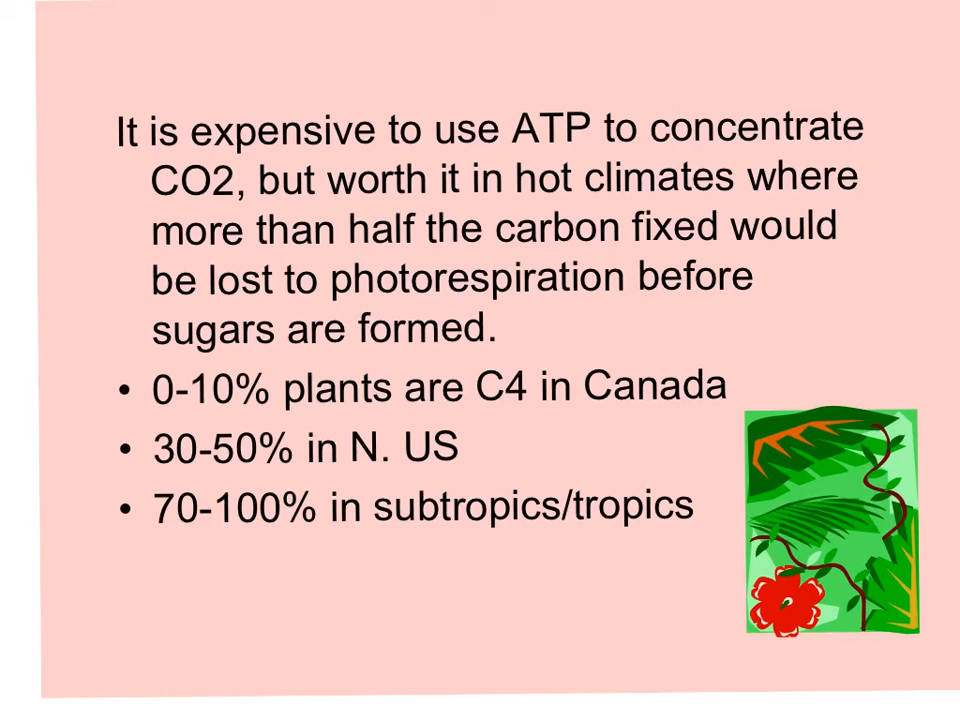 It is expensive to use ATP to concentrate
CO2, but worth it in hot climates where
more than half the carbon fixed would
be lost to photorespiration before
sugars are formed.
• 0-10% plants are C4 in Canada
• 30-50% in N. US
• 70-100% in subtropics/tropics